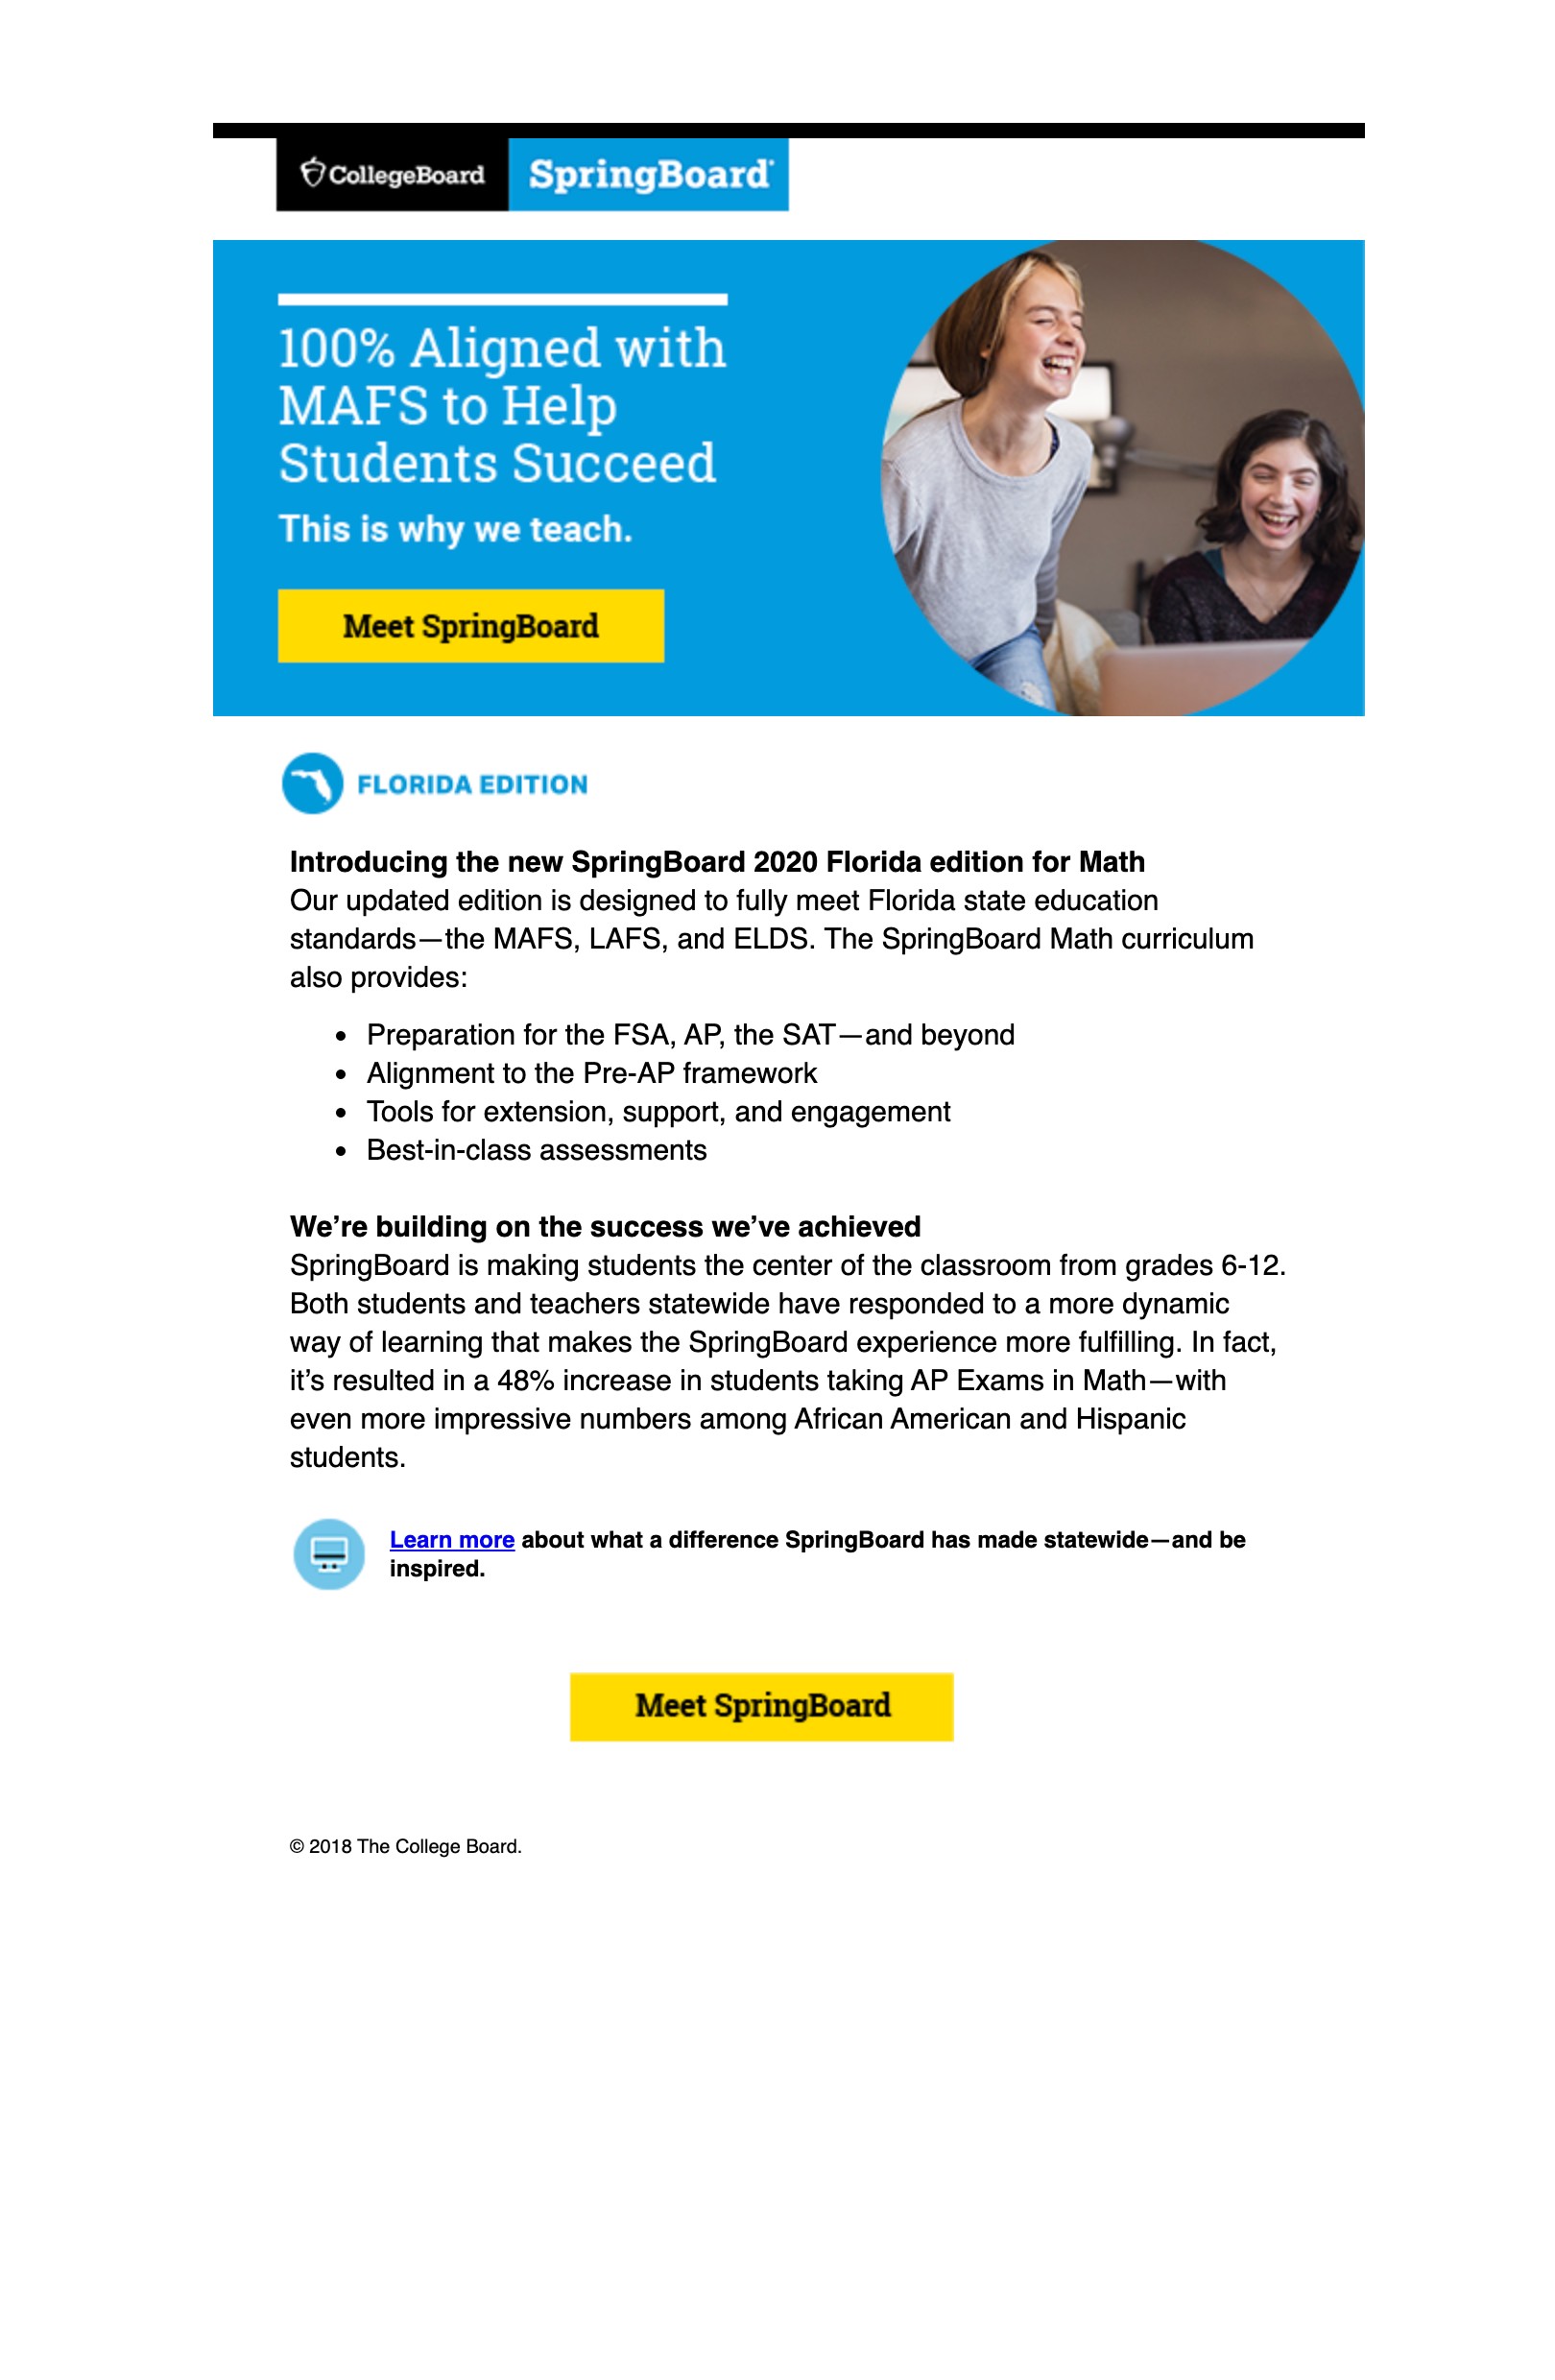 CollegeBoard SpringBoard®
100% Aligned with
MAFS to Help
Students Succeed
This is why we teach.
Meet SpringBoard
FLORIDA EDITION
Introducing the new SpringBoard 2020 Florida edition for Math
Our updated edition is designed to fully meet Florida state education
standards—the MAFS, LAFS, and ELDS. The SpringBoard Math curriculum
also provides:
• Preparation for the FSA, AP, the SAT—and beyond
• Alignment to the Pre-AP framework
• Tools for extension, support, and engagement
• Best-in-class assessments
We’re building on the success we’ve achieved
SpringBoard is making students the center of the classroom from grades 6-12.
Both students and teachers statewide have responded to a more dynamic
way of learning that makes the SpringBoard experience more fulfilling. In fact,
it’s resulted in a 48% increase in students taking AP Exams in Math—with
even more impressive numbers among African American and Hispanic
students.
Learn more about what a difference SpringBoard has made statewide—and be
inspired.
Meet SpringBoard
© 2018 The College Board.